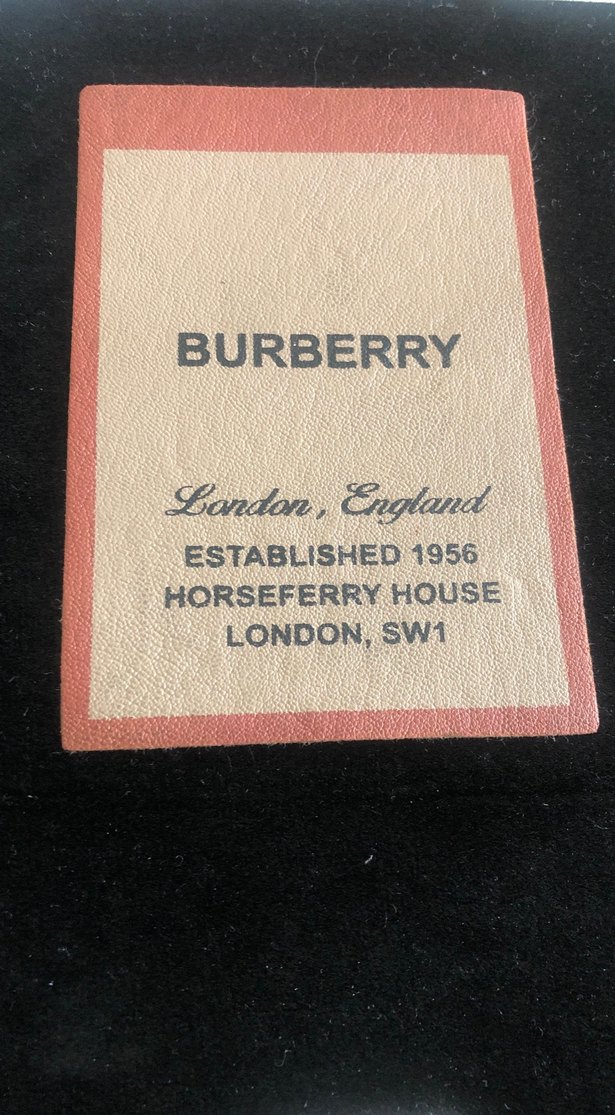 BURBERRY
London, England
ESTABLISHED 1956
HORSEFERRY HOUSE
LONDON, SW1